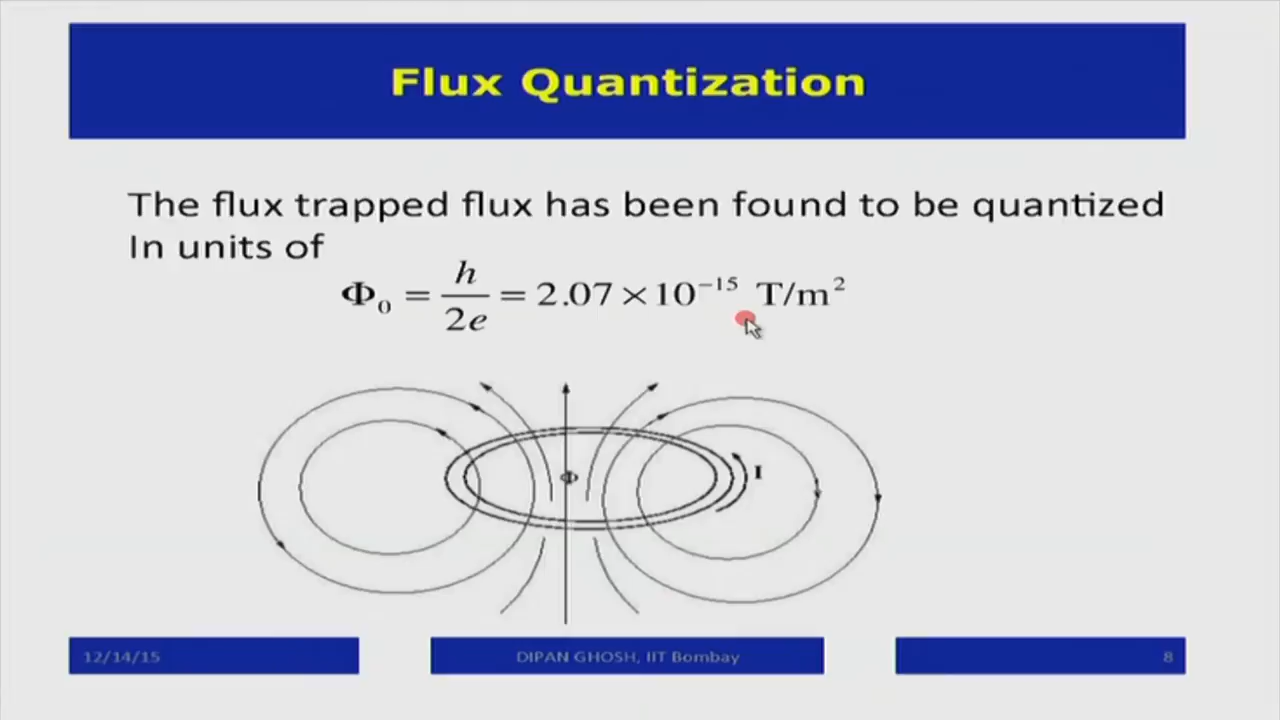 Flux Quantization
The flux trapped flux has been found to be quantized
In units of
Φ₀ = h/2e = 2.07 × 10⁻¹⁵ T/m²
Φ
I
12/14/15
DIPAN GHOSH, IIT Bombay
8